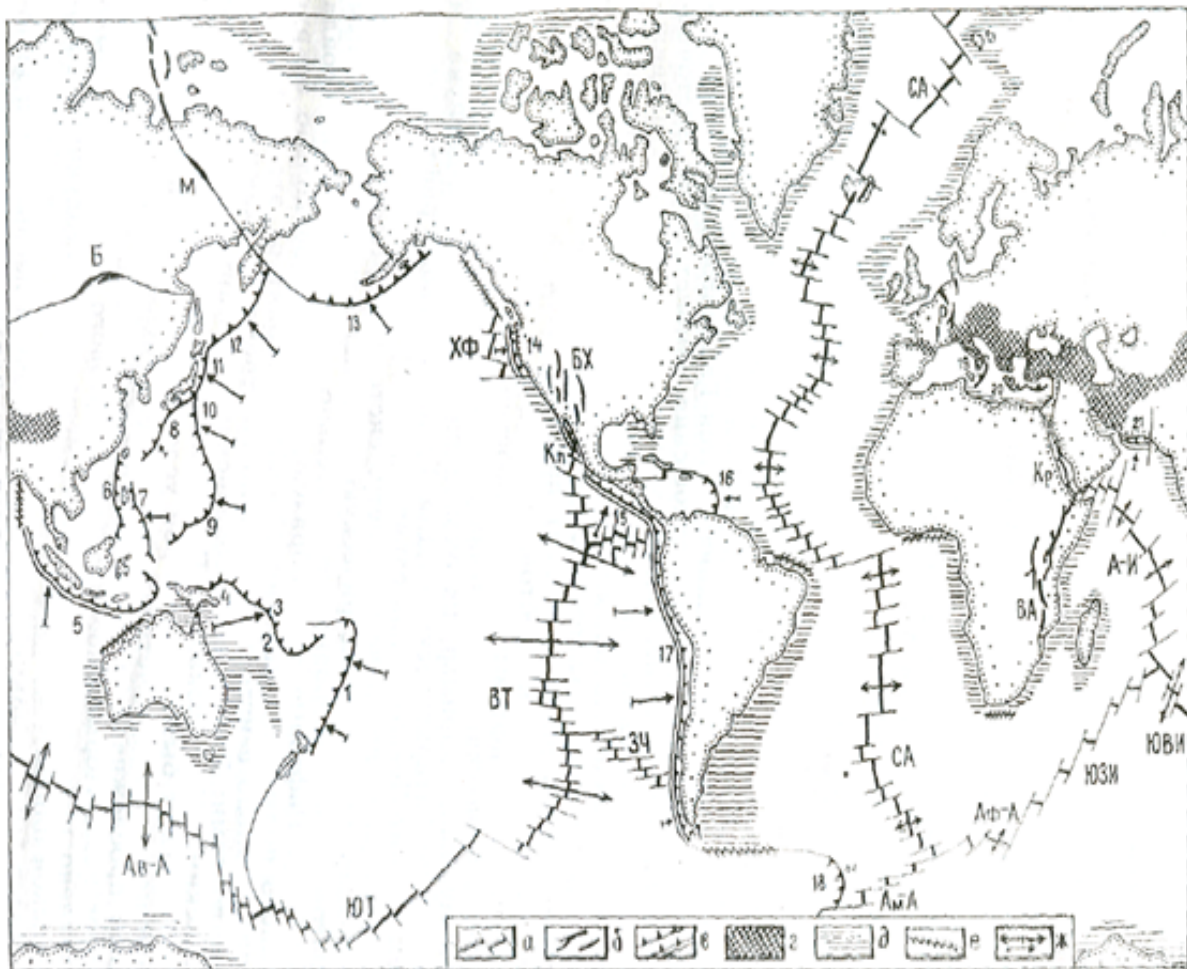 СА
М
Б
13
12
ХФ
14
БХ
11
10
8
Кп
16
21
Кр
6
7
9
15
А-И
5
4
3
2
17
ВА
1
ВТ
ЗЧ
СА
ЮВИ
ЮЗИ
Ав-А
Аф-А
ЮТ
18
АмА
а
б
в
г
д
е
ж